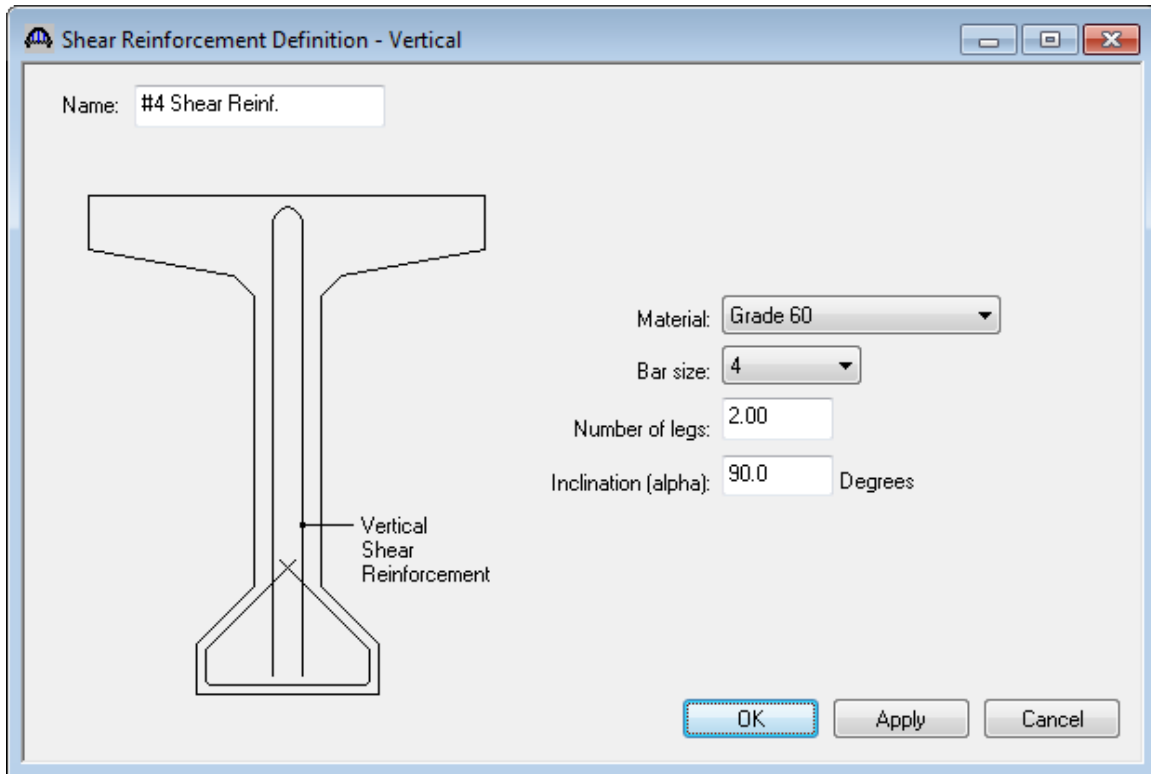 Shear Reinforcement Definition - Vertical
Name: #4 Shear Reinf.
Material: Grade 60
Bar size: 4
Number of legs: 2.00
Inclination (alpha): 90.0 Degrees
Vertical
Shear
Reinforcement
OK Apply Cancel